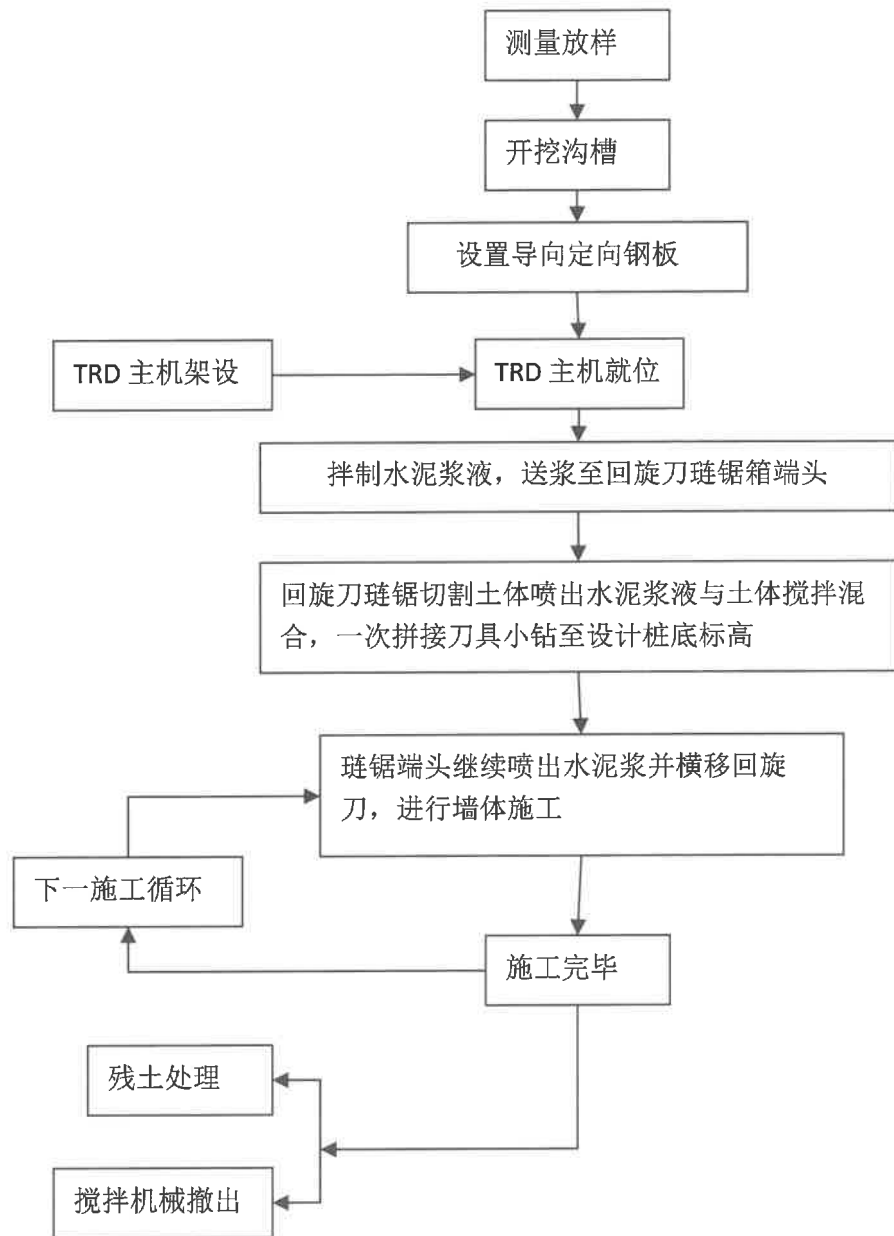 测量放样
开挖沟槽
设置导向定向钢板
TRD 主机架设
TRD 主机就位
拌制水泥浆液，送浆至回旋刀琏锯箱端头
回旋刀琏锯切割土体喷出水泥浆液与土体搅拌混
合，一次拼接刀具小钻至设计桩底标高
琏锯端头继续喷出水泥浆并横移回旋
刀，进行墙体施工
下一施工循环
施工完毕
残土处理
搅拌机械撤出